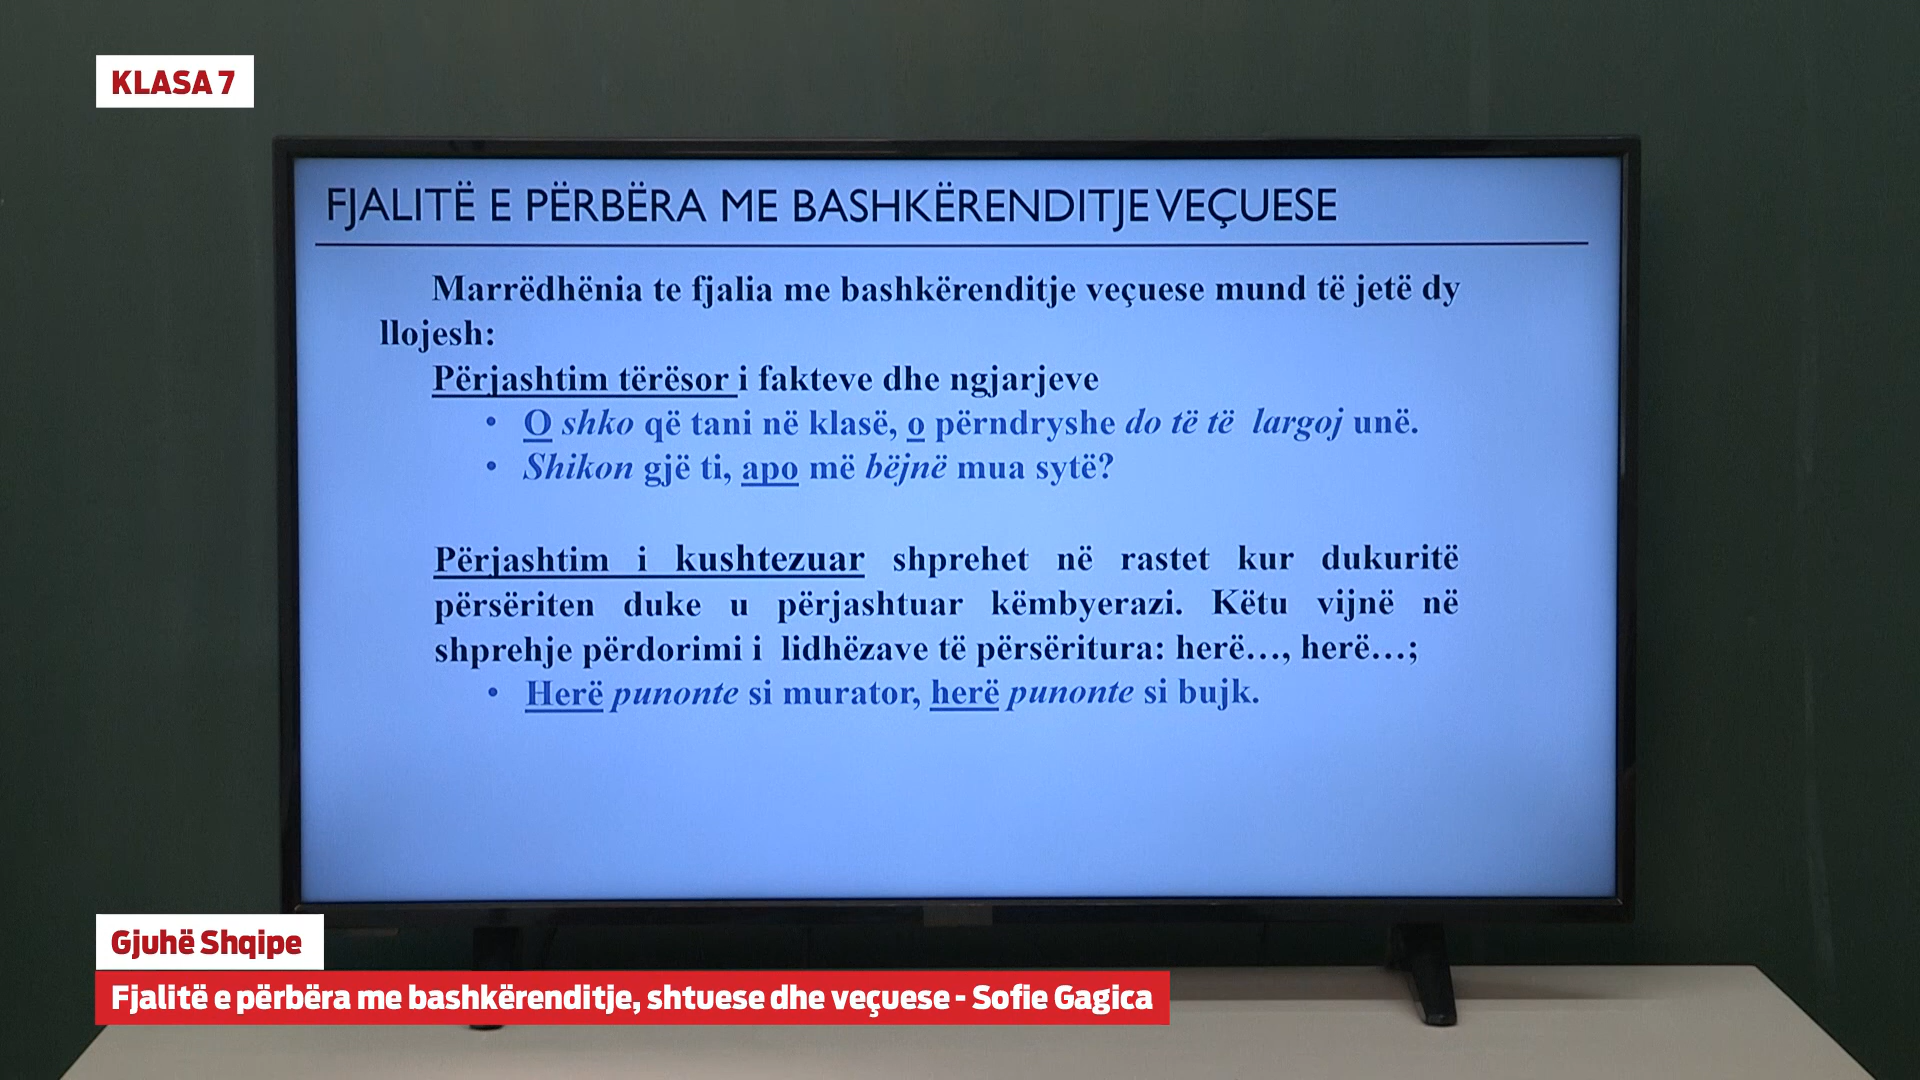 KLASA 7
FJALITË E PËRBËRA ME BASHKËRENDITJE VEÇUESE
Marrëdhënia te fjalia me bashkërenditje veçuese mund të jetë dy
llojesh:
Përjashtim tërësor i fakteve dhe ngjarjeve
• O shko që tani në klasë, o përndryshe do të të largoj unë.
• Shikon gjë ti, apo më bëjnë mua sytë?
Përjashtim i kushtezuar shprehet në rastet kur dukuritë
përsëriten duke u përjashtuar këmbyerazi. Këtu vijnë në
shprehje përdorimi i lidhëzave të përsëritura: herë…, herë…;
• Herë punonte si murator, herë punonte si bujk.
Gjuhë Shqipe
Fjalitë e përbëra me bashkërenditje, shtuese dhe veçuese - Sofie Gagica